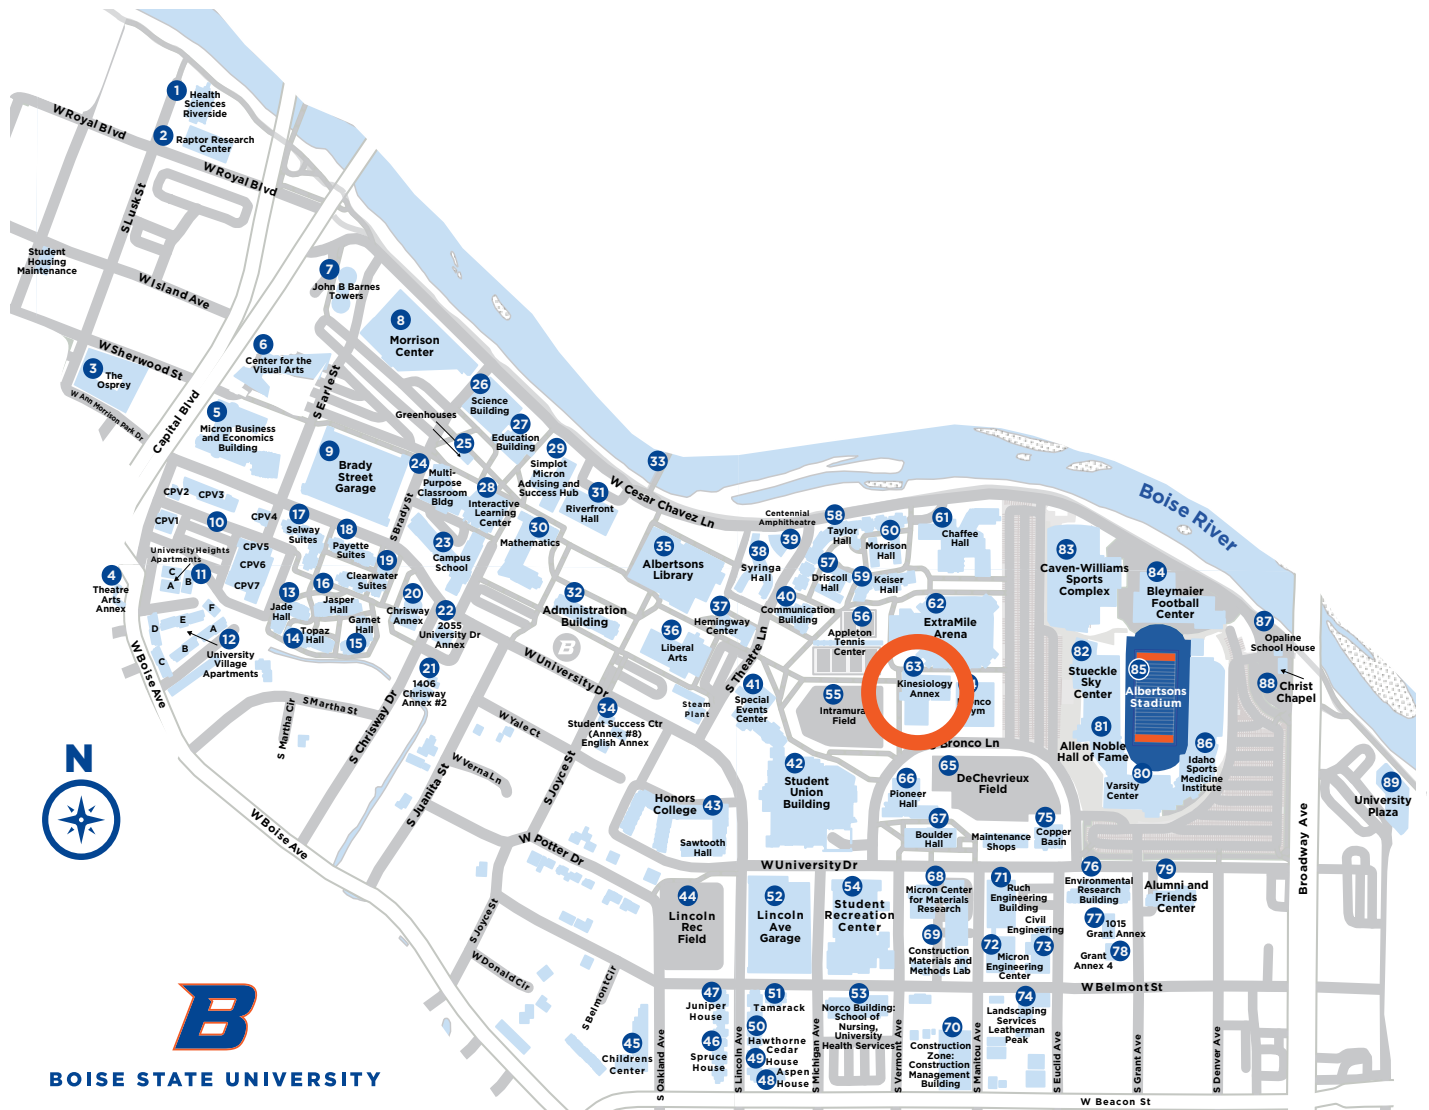 1
Health
Sciences
Riverside
2
Raptor Research
Center
W Royal Blvd
W Royal Blvd
S Lusk St
Student
Housing
Maintenance
W Island Ave
W Sherwood St
3
The
Osprey
W Ann Morrison Park Dr
Capital Blvd
7
John B Barnes
Towers
8
Morrison
Center
6
Center for the
Visual Arts
S Earle St
5
Micron Business
and Economics
Building
9
Brady
Street
Garage
Greenhouses
25
26
Science
Building
27
Education
Building
24
Multi-
Purpose
Classroom
Bldg
28
Interactive
Learning
Center
29
Simplot
Micron
Advising and
Success Hub
31
Riverfront
Hall
33
W Cesar Chavez Ln
30
Mathematics
S Brady St
23
Campus
School
CPV2
CPV3
CPV1
10
CPV4
CPV5
CPV6
CPV7
17
Selway
Suites
18
Payette
Suites
19
Clearwater
Suites
16
Jasper
Hall
13
Jade
Hall
14
Topaz
Hall
Garnet
Hall
15
20
Chrisway
Annex
22
2055
University Dr
Annex
21
1406
Chrisway
Annex #2
4
Theatre
Arts
Annex
University Heights
Apartments
C
A
B
11
F
E
D
A
B
C
12
University
Village
Apartments
W Boise Ave
S Martha St
S Martha Cir
S Chrisway Dr
W University Dr
32
Administration
Building
B
35
Albertsons
Library
36
Liberal
Arts
37
Hemingway
Center
38
Syringa
Hall
Centennial
Amphitheatre
39
40
Communication
Building
58
Taylor
Hall
57
Driscoll
Hall
60
Morrison
Hall
59
Keiser
Hall
61
Chaffee
Hall
56
Appleton
Tennis
Center
62
ExtraMile
Arena
63
Kinesiology
Annex
55
Field
S Theatre Ln
41
Special
Events
Center
Steam
Plant
34
Student Success Ctr
(Annex #8)
English Annex
W Yale Ct
W Verna Ln
S Joyce St
S Juanita St
W Boise Ave
W Potter Dr
42
Student
Union
Building
43
Honors
College
Sawtooth
Hall
Bronco Ln
65
DeChevrieux
Field
66
Pioneer
Hall
67
Boulder
Hall
Maintenance
Shops
75
Copper
Basin
83
Caven-Williams
Sports
Complex
84
Bleymaier
Football
Center
Boise River
82
Stueckle
Sky
Center
85
Albertsons
Stadium
81
Allen Noble
Hall of Fame
80
Varsity
Center
86
Idaho
Sports
Medicine
Institute
87
Opaline
School House
88
Christ
Chapel
89
University
Plaza
Broadway Ave
W University Dr
44
Lincoln
Rec
Field
52
Lincoln
Ave
Garage
54
Student
Recreation
Center
68
Micron Center
for Materials
Research
69
Construction
Materials and
Methods Lab
71
Ruch
Engineering
Building
Civil
Engineering
72
73
Micron
Engineering
Center
76
Environmental
Research
Building
77
1015
Grant Annex
78
Grant
Annex 4
79
Alumni and
Friends
Center
S Joyce St
W Donald Cir
S Belmont Cir
W Belmont St
45
Childrens
Center
47
Juniper
House
46
Spruce
House
51
Tamarack
50
Hawthorne
49
Cedar
House
48
Aspen
House
53
Norco Building:
School of
Nursing,
University
Health Services
70
Construction
Zone:
Construction
Management
Building
74
Landscaping
Services
Leatherman
Peak
S Oakland Ave
S Lincoln Ave
S Michigan Ave
S Vermont Ave
S Manitou Ave
S Euclid Ave
S Grant Ave
S Denver Ave
W Beacon St
N
B
BOISE STATE UNIVERSITY